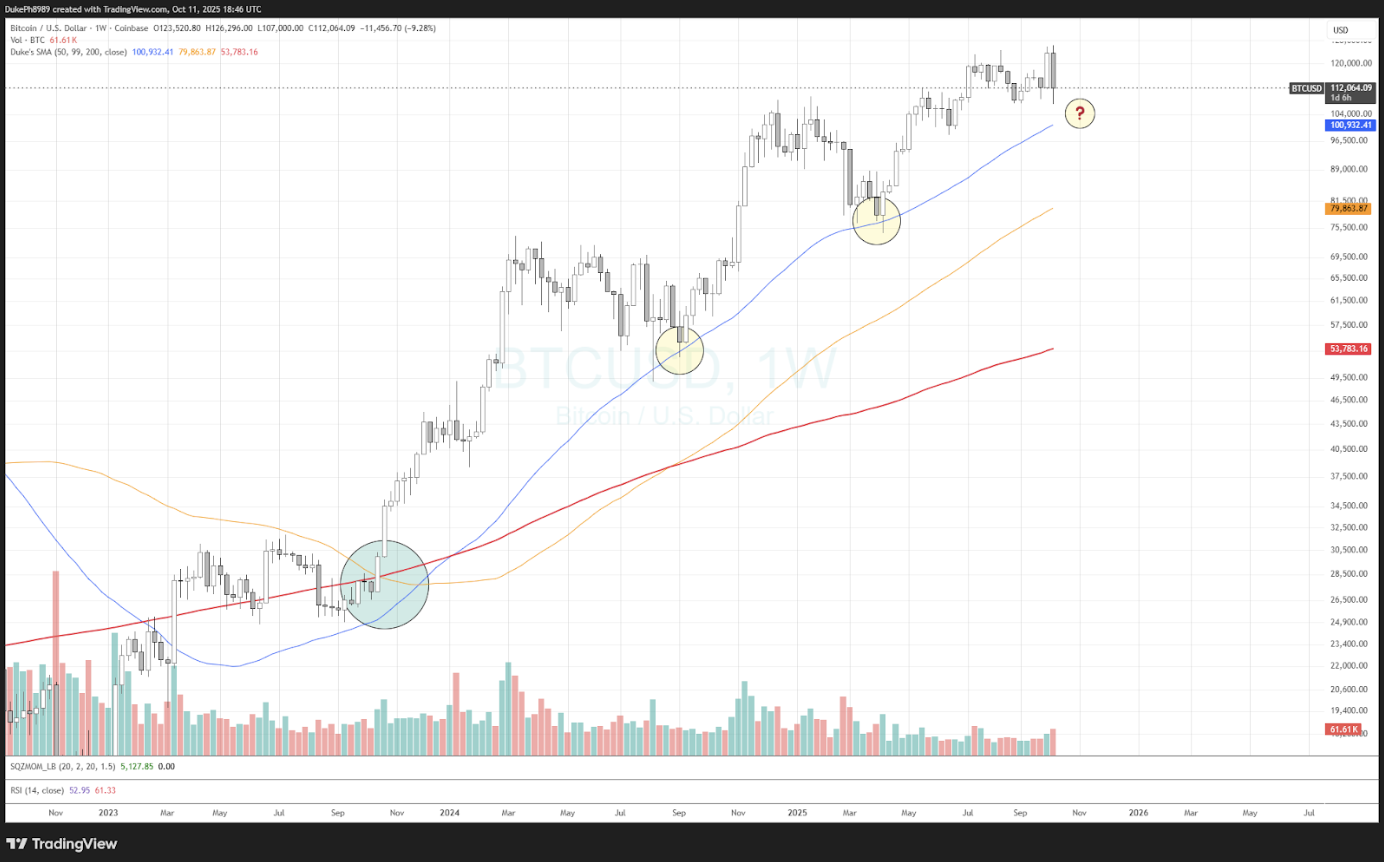 DukePh8989 created with TradingView.com, Oct 11, 2025 18:46 UTC
Bitcoin / U.S. Dollar · 1W · Coinbase O123,520.80 H126,296.00 L107,000.00 C112,064.09 −11,456.70 (−9.28%)
Vol · BTC 61.61 K
Duke's SMA (50, 99, 200, close) 100,932.41 79,863.87 53,783.16
USD
120,000.00
BTCUSD 112,064.09
1d 6h
?
104,000.00
100,932.41
96,500.00
89,000.00
81,500.00
79,863.87
75,500.00
69,500.00
65,500.00
61,500.00
57,500.00
53,783.16
BTCUSD, 1W
49,500.00
Bitcoin / U.S. Dollar
46,500.00
43,500.00
40,500.00
37,500.00
34,500.00
32,500.00
30,500.00
28,500.00
26,500.00
24,900.00
23,400.00
22,000.00
20,600.00
19,400.00
61.61 K
SQZMOM_LB (20, 2, 20, 1.5) 5,127.85 0.00
RSI (14, close) 52.95 61.33
Nov 2023 Mar May Jul Sep Nov 2024 Mar May Jul Sep Nov 2025 Mar May Jul Sep Nov 2026 Mar May Jul
TradingView